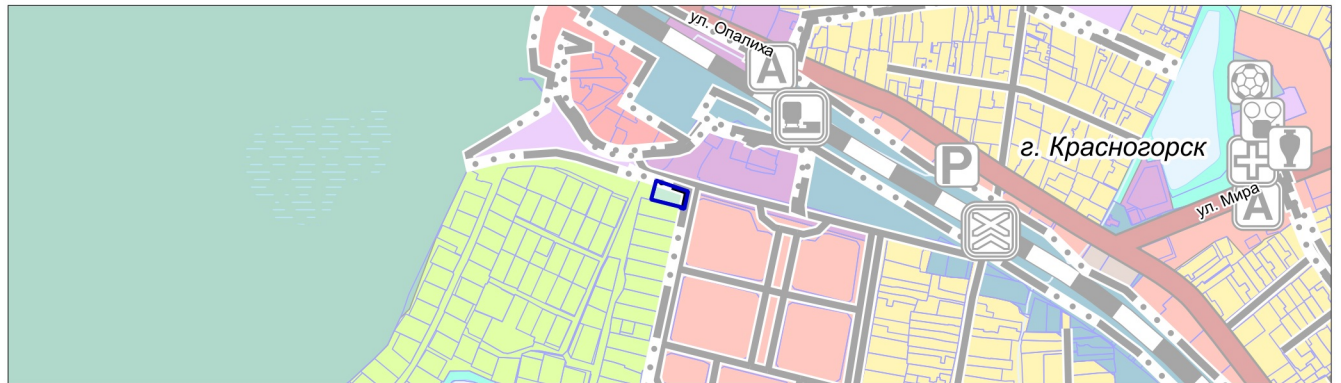 ул. Опалиха
А
г. Красногорск
Р
ул. Мира
А